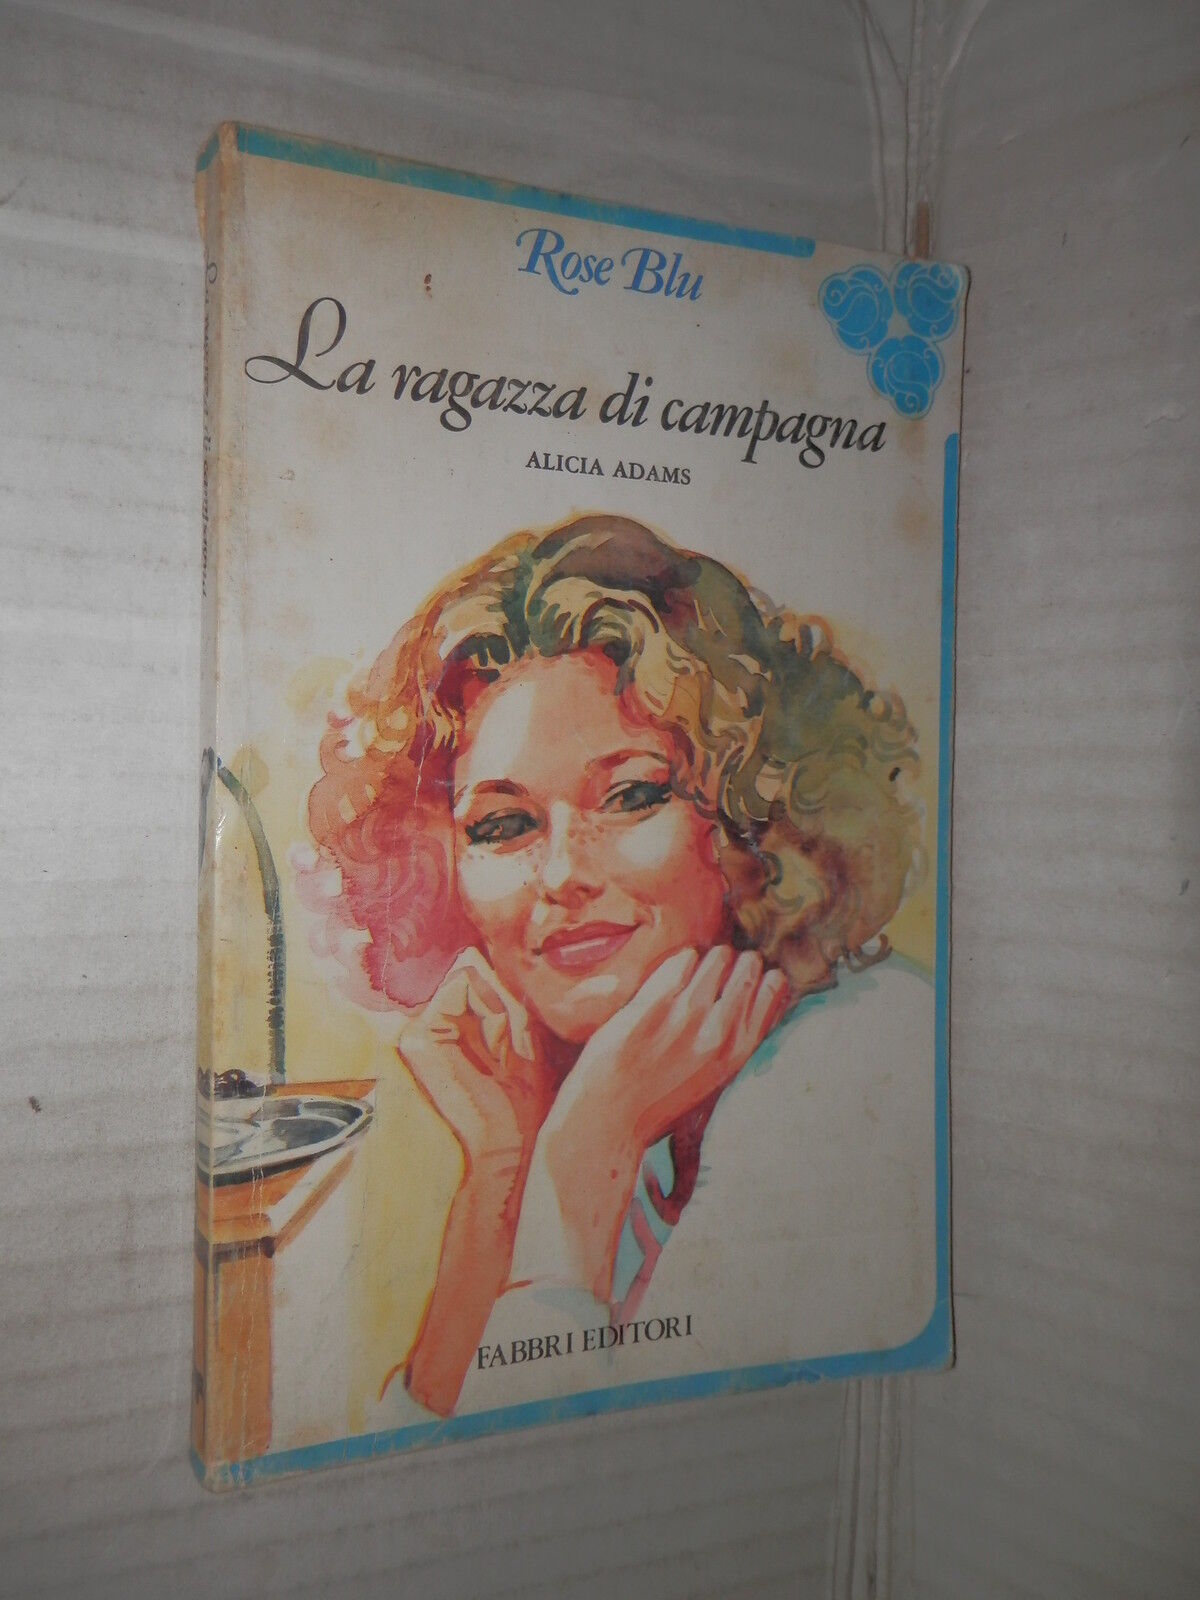 Rose Blu
La ragazza di campagna
ALICIA ADAMS
FABBRI EDITORI